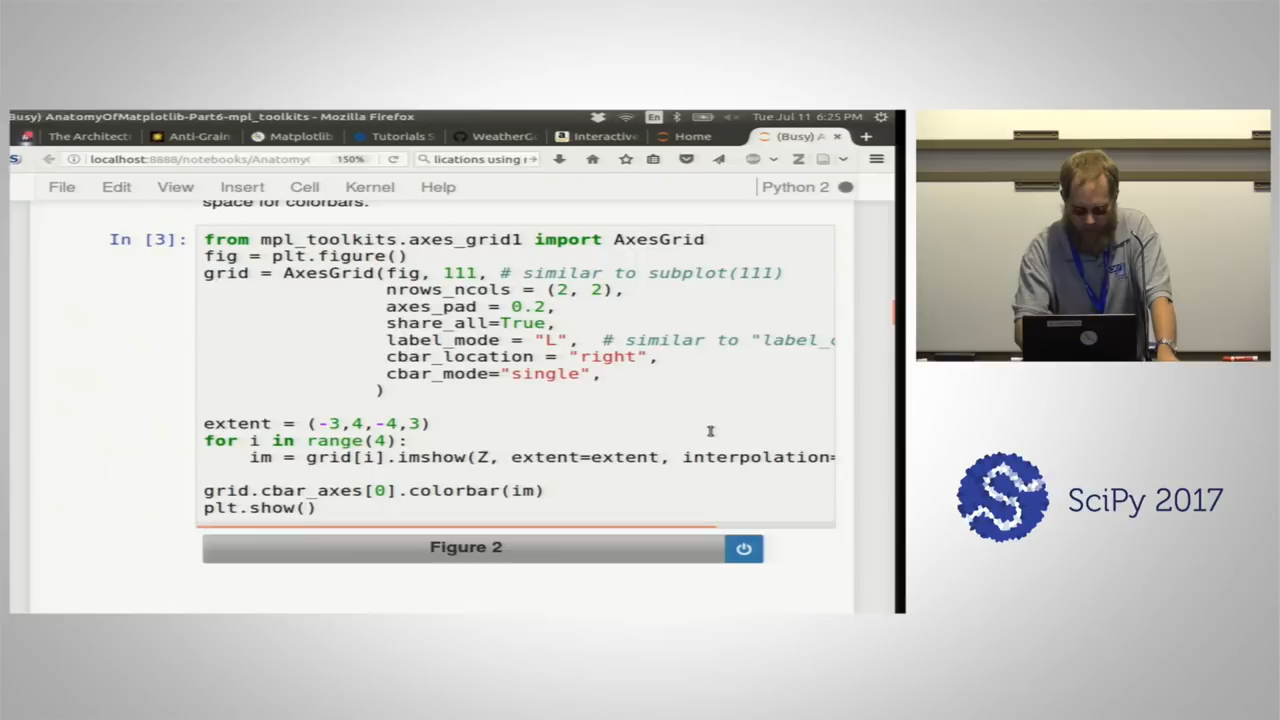 Busy) AnatomyOfMatplotlib-Part6-mpl_toolkits - Mozilla Firefox
En
Tue Jul 11 6:25 PM
The Architect
Anti-Grain
Matplotlib
Tutorials S
WeatherG
Interactive
Home
(Busy) A
localhost:8888/notebooks/Anatomy
150%
lications using
File Edit View Insert Cell Kernel Help
Python 2
space for colorbars.
In [3]:
from mpl_toolkits.axes_grid1 import AxesGrid
fig = plt.figure()
grid = AxesGrid(fig, 111, # similar to subplot(111)
nrows_ncols = (2, 2),
axes_pad = 0.2,
share_all=True,
label_mode = "L", # similar to "label_
cbar_location = "right",
cbar_mode="single",
)
extent = (-3,4,-4,3)
for i in range(4):
im = grid[i].imshow(Z, extent=extent, interpolation=
grid.cbar_axes[0].colorbar(im)
plt.show()
Figure 2
SciPy 2017